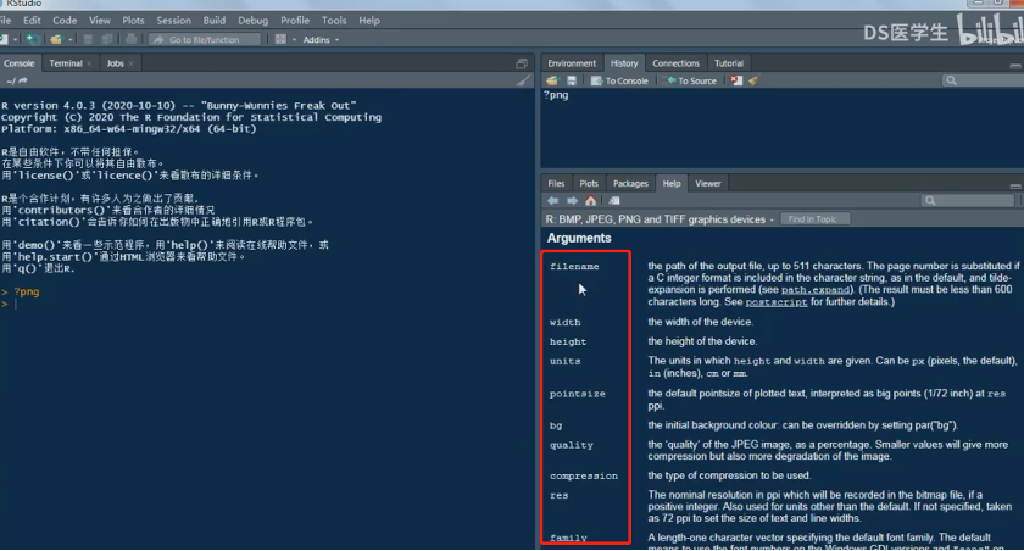 RStudio
File Edit Code View Plots Session Build Debug Profile Tools Help
Go to file/function Addins
DS医学生 bilibili
Console Terminal Jobs
R version 4.0.3 (2020-10-10) -- "Bunny-Wunnies Freak Out"
Copyright (C) 2020 The R Foundation for Statistical Computing
Platform: x86_64-w64-mingw32/x64 (64-bit)
R是自由软件，不带任何担保。
在某些条件下你可以将其自由散布。
用'license()'或'licence()'来看散布的详细条件。
R是个合作计划，有许多人为之做出了贡献.
用'contributors()'来看合作者的详细情况
用'citation()'会告诉你如何在出版物中正确地引用R或R程序包。
用'demo()'来看一些示范程序，用'help()'来阅读在线帮助文件，或
用'help.start()'通过HTML浏览器来看帮助文件。
用'q()'退出R.
> ?png
>
Environment History Connections Tutorial
To Console To Source
?png
Files Plots Packages Help Viewer
R: BMP, JPEG, PNG and TIFF graphics devices Find in Topic
Arguments
filename the path of the output file, up to 511 characters. The page number is substituted if
a C integer format is included in the character string, as in the default, and tilde-
expansion is performed (see path.expand). (The result must be less than 600
characters long. See postscript for further details.)
width the width of the device.
height the height of the device.
units The units in which height and width are given. Can be px (pixels, the default),
in (inches), cm or mm.
pointsize the default pointsize of plotted text, interpreted as big points (1/72 inch) at res
ppi.
bg the initial background colour: can be overridden by setting par("bg").
quality the 'quality' of the JPEG image, as a percentage. Smaller values will give more
compression but also more degradation of the image.
compression the type of compression to be used.
res The nominal resolution in ppi which will be recorded in the bitmap file, if a
positive integer. Also used for units other than the default. If not specified, taken
as 72 ppi to set the size of text and line widths.
family A length-one character vector specifying the default font family. The default
means to use the font numbers on the Windows GDI versions and